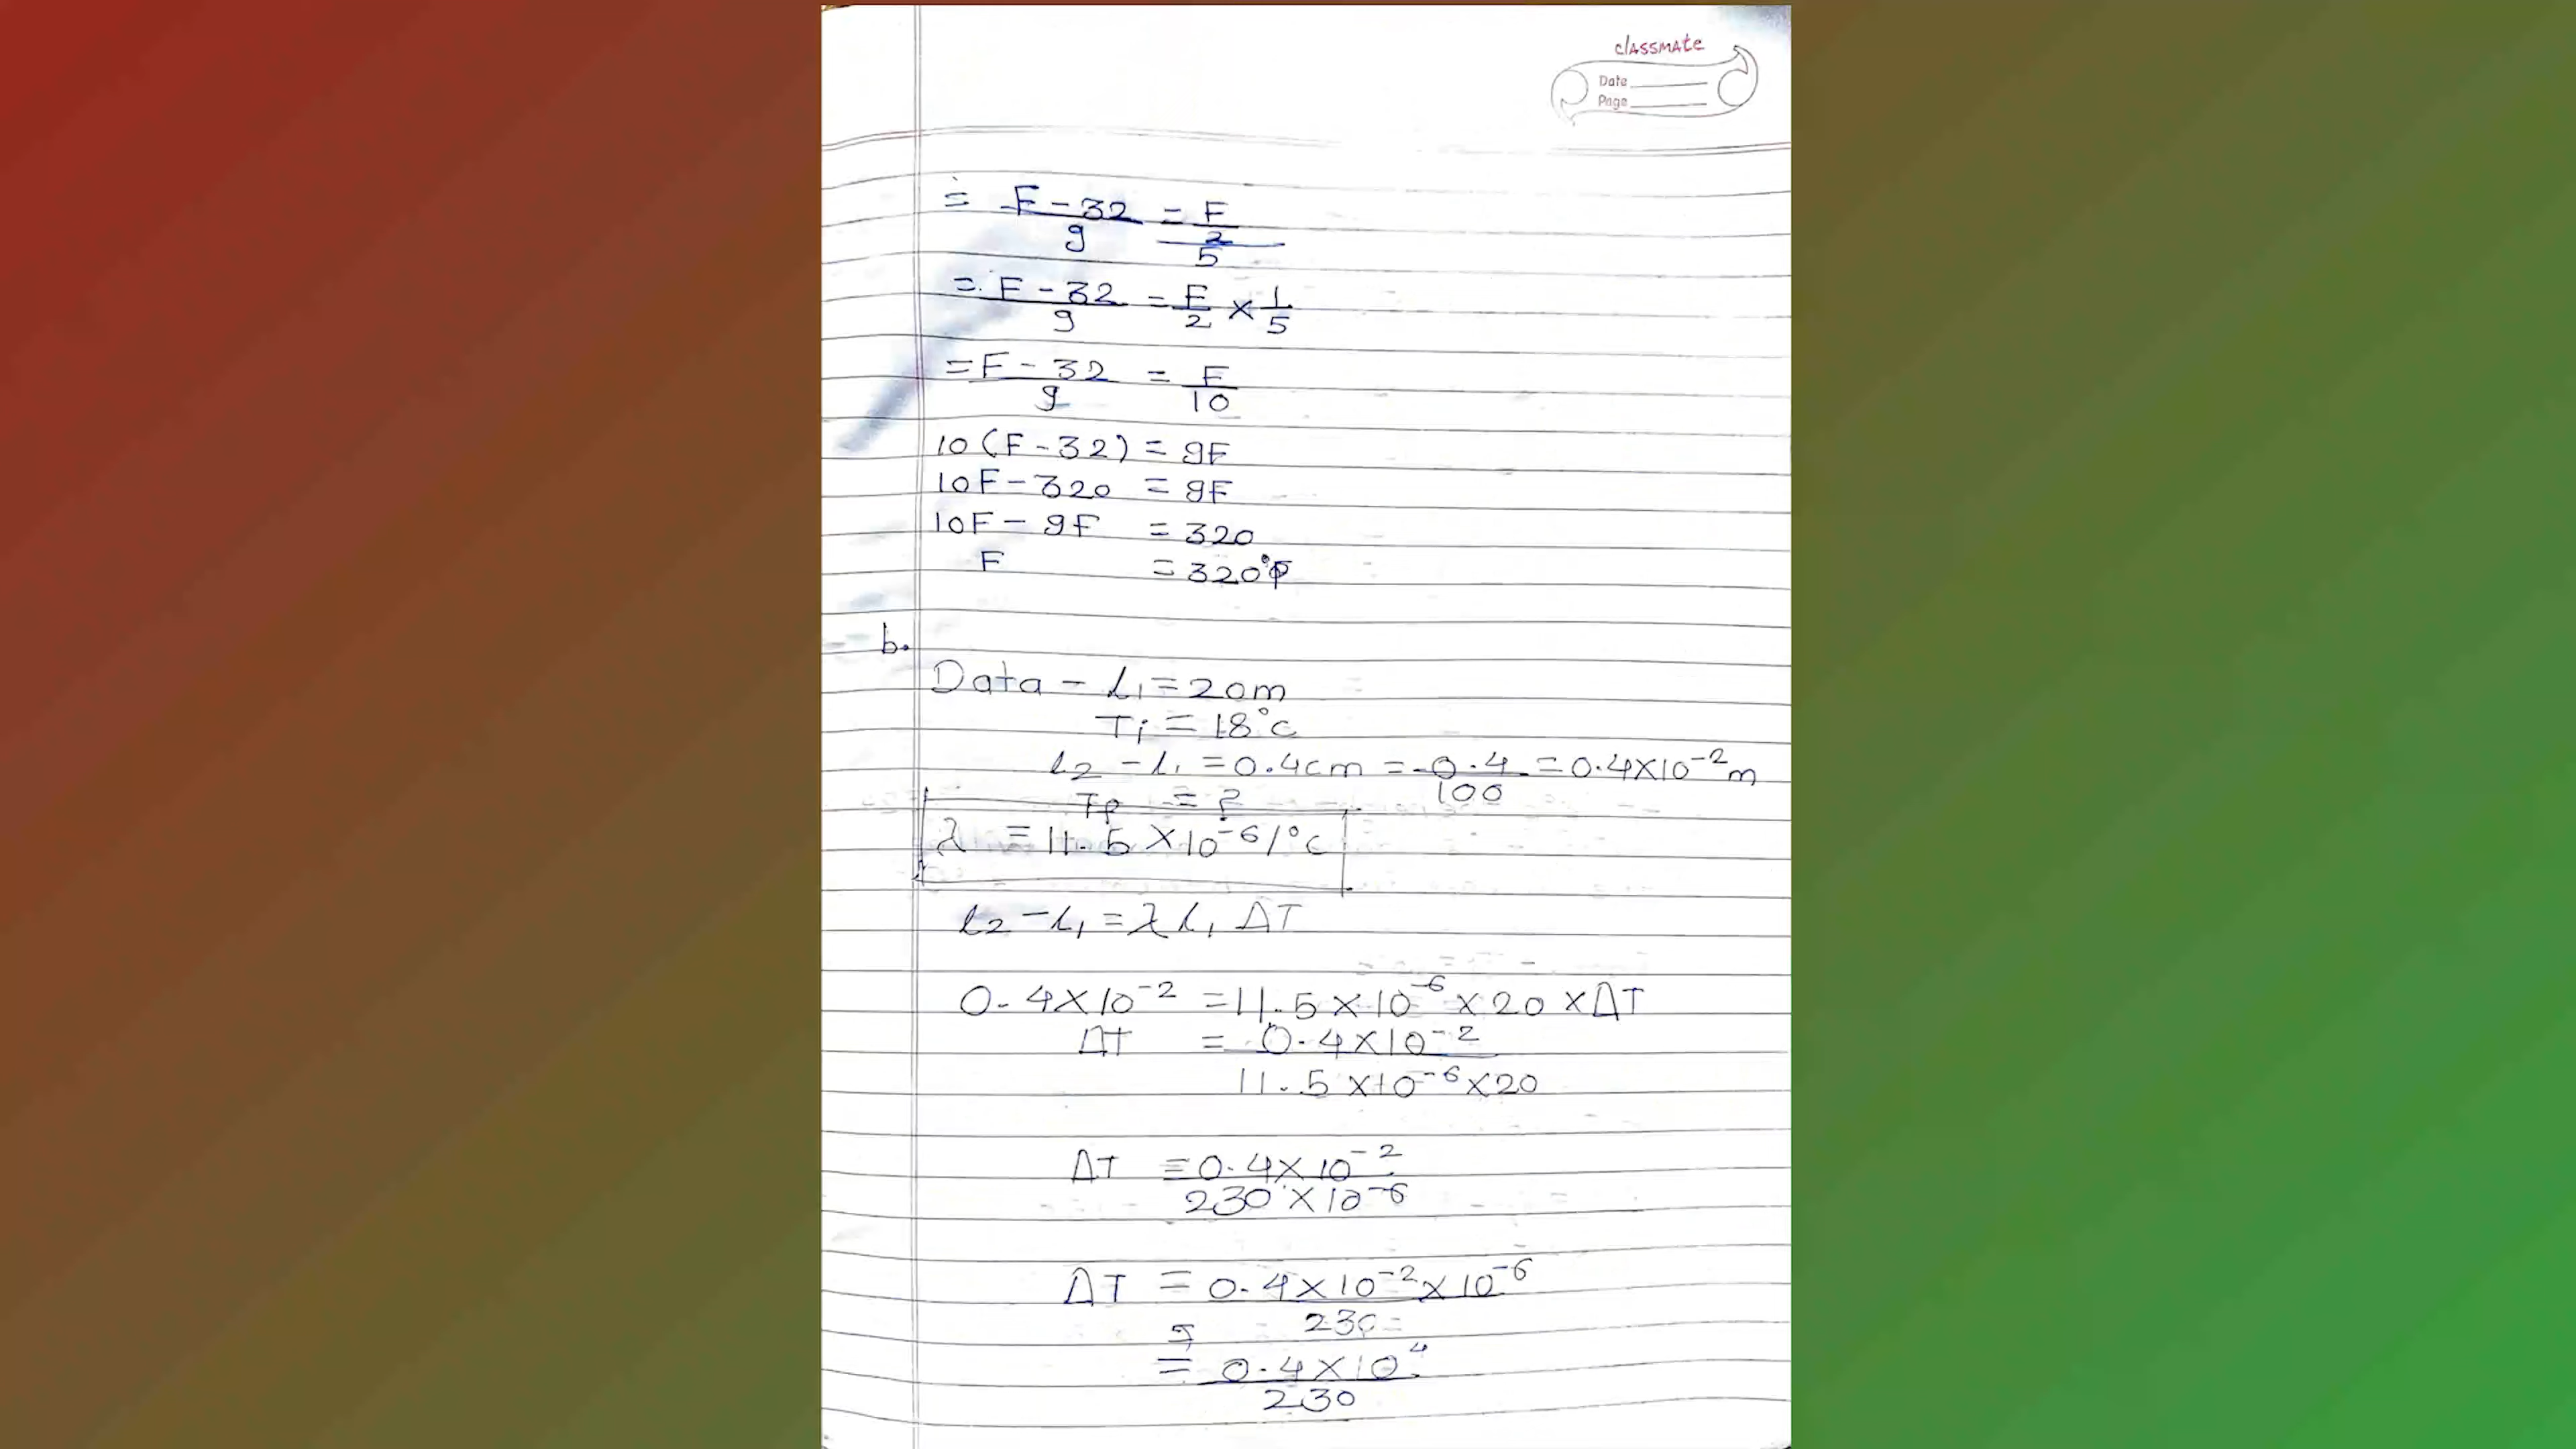 classmate
Date
Page
= F - 32 / 9 = F / 2 / 5
= F - 32 / 9 = F / 2 × 1 / 5
= F - 32 / 9 = F / 10
10 (F - 32) = 9F
10F - 320 = 9F
10F - 9F = 320
F = 320°F
b.
Data - L₁ = 20m
Ti = 18°C
L₂ - L₁ = 0.4cm = 0.4 / 100 = 0.4×10⁻² m
Tf = ?
λ = 11.5 × 10⁻⁶/°C
L₂ - L₁ = λ L₁ ΔT
0.4×10⁻² = 11.5 × 10⁻⁶ × 20 × ΔT
ΔT = 0.4×10⁻² / 11.5 × 10⁻⁶ × 20
ΔT = 0.4× 10⁻² / 230 × 10⁻⁶
ΔT = 0.4 × 10⁻² × 10⁻⁶ / 230
= 0.4 × 10⁴ / 230